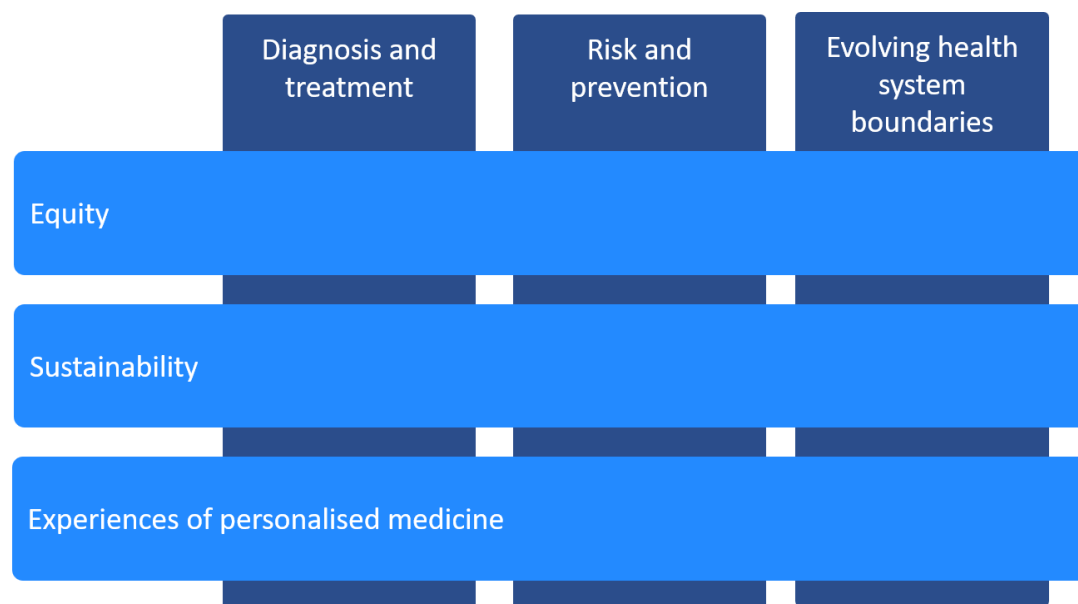 Diagnosis and
treatment
Risk and
prevention
Evolving health
system
boundaries
Equity
Sustainability
Experiences of personalised medicine